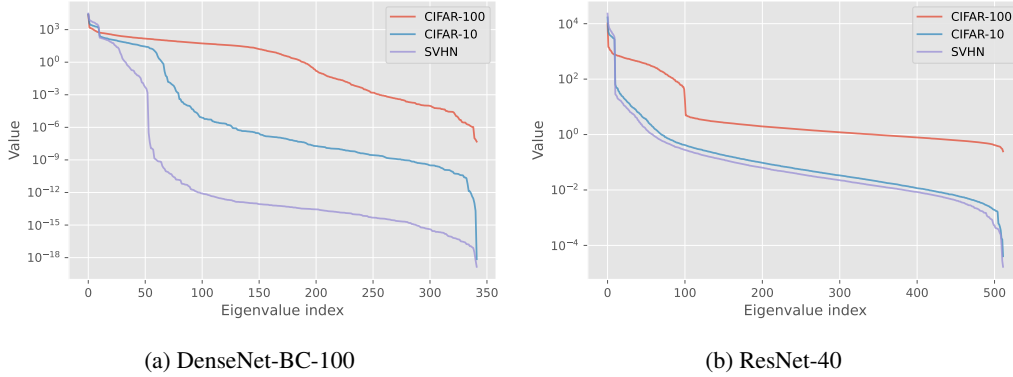 CIFAR-100
CIFAR-10
SVHN
10^3
10^0
10^-3
10^-6
10^-9
10^-12
10^-15
10^-18
Value
0 50 100 150 200 250 300 350
Eigenvalue index
(a) DenseNet-BC-100
CIFAR-100
CIFAR-10
SVHN
10^4
10^2
10^0
10^-2
10^-4
Value
0 100 200 300 400 500
Eigenvalue index
(b) ResNet-40